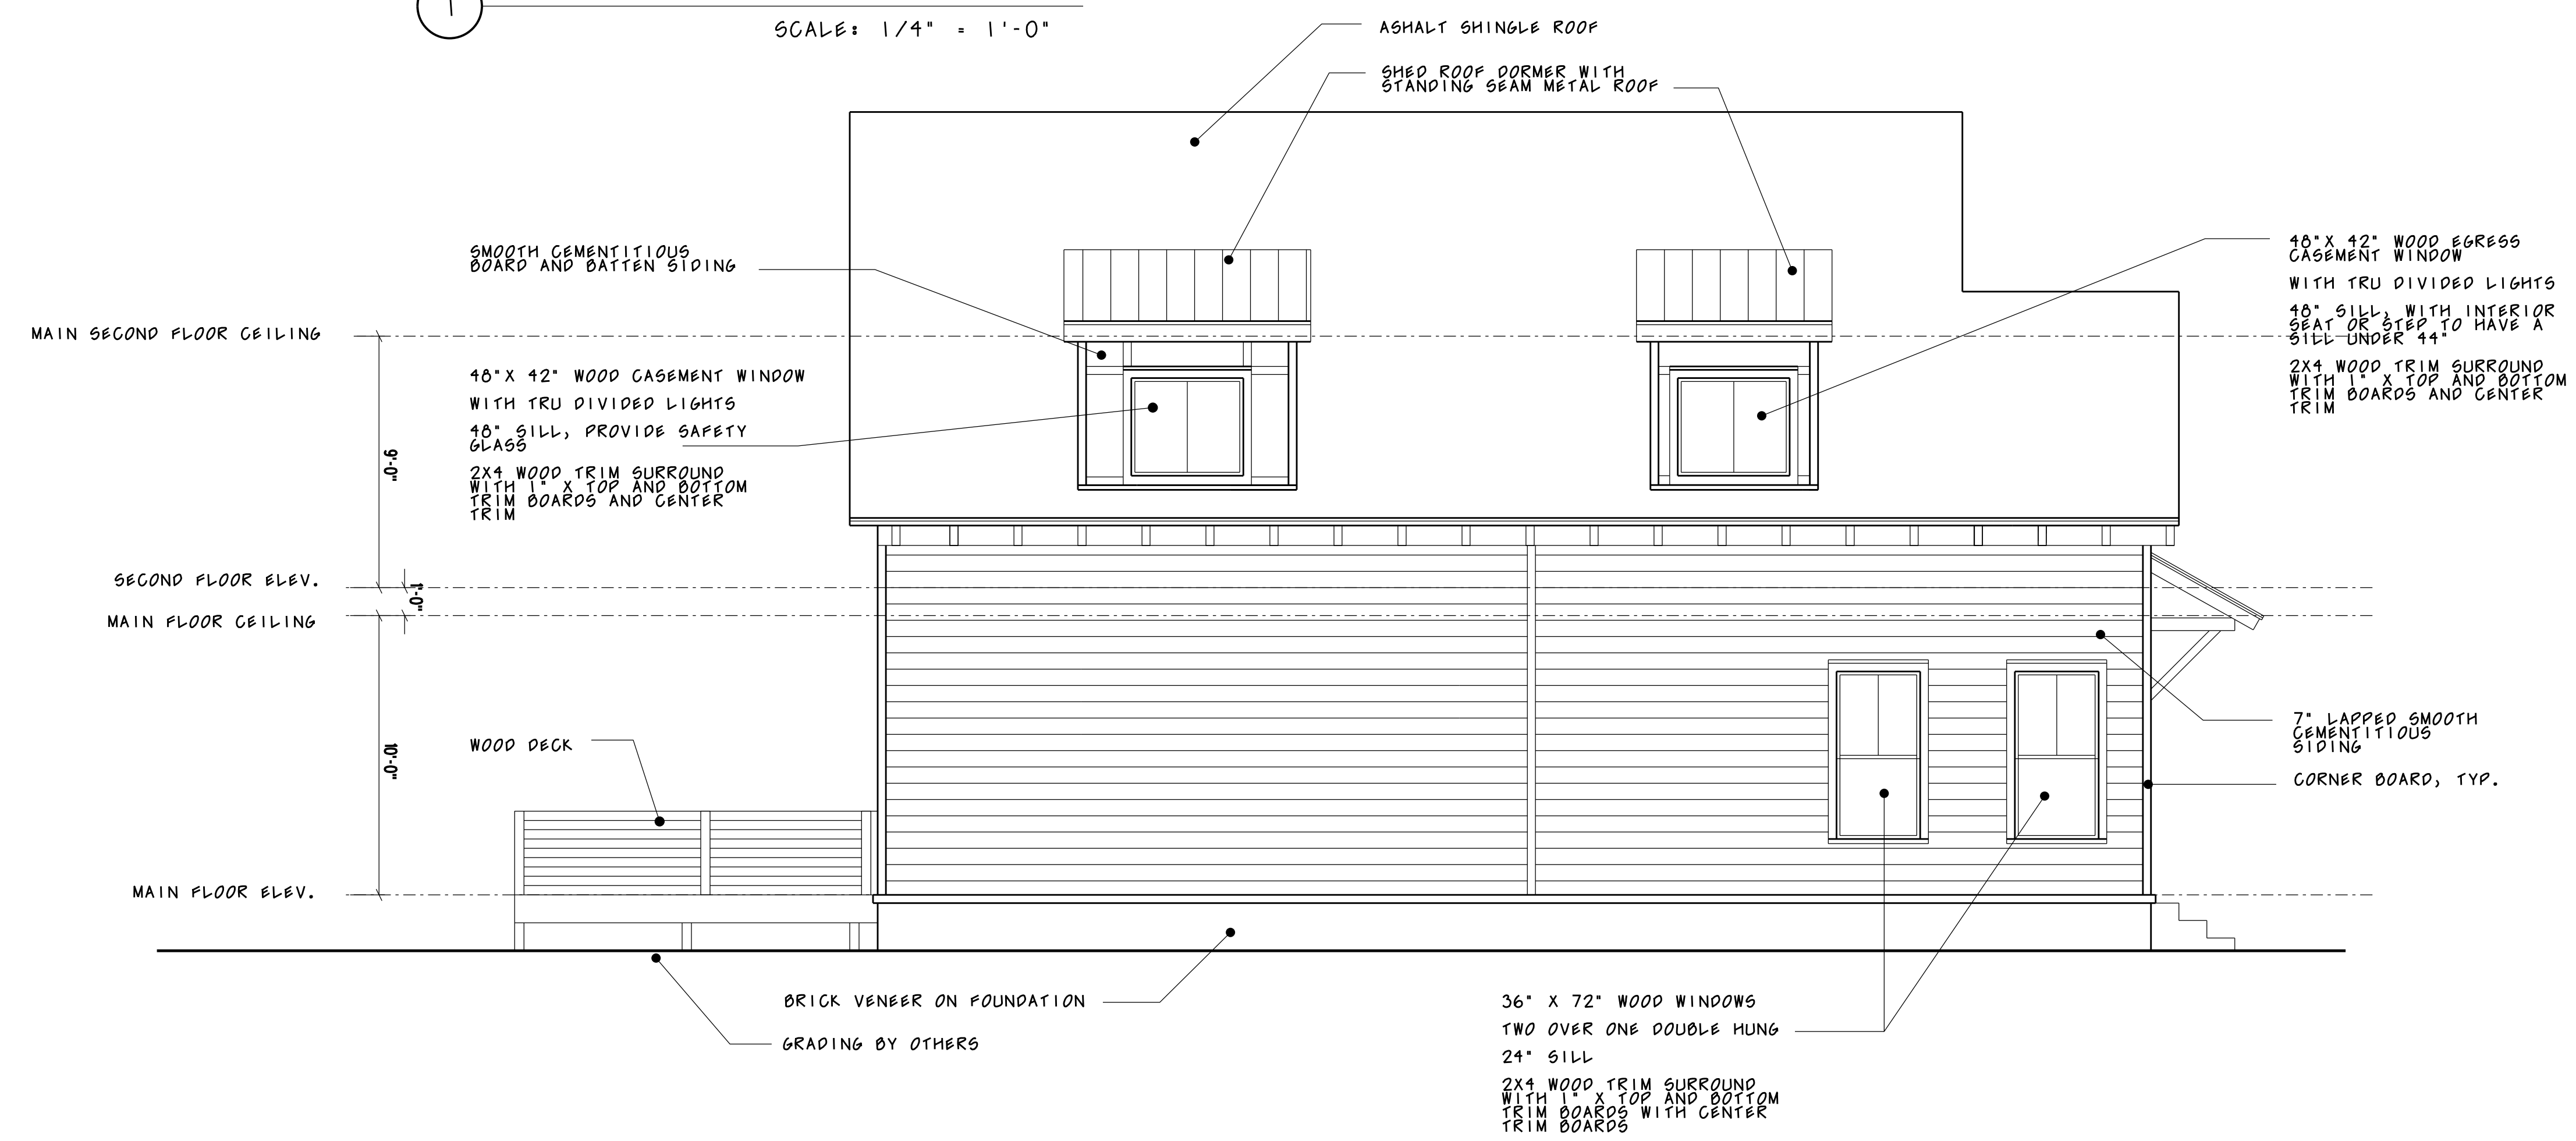 1
SCALE: 1/4" = 1'-0"
ASHALT SHINGLE ROOF
SHED ROOF DORMER WITH
STANDING SEAM METAL ROOF
SMOOTH CEMENTITIOUS
BOARD AND BATTEN SIDING
48"X 42" WOOD EGRESS
CASEMENT WINDOW
WITH TRU DIVIDED LIGHTS
48" SILL, WITH INTERIOR
SEAT OR STEP TO HAVE A
SILL UNDER 44"
2X4 WOOD TRIM SURROUND
WITH 1" X TOP AND BOTTOM
TRIM BOARDS AND CENTER
TRIM
MAIN SECOND FLOOR CEILING
48"X 42" WOOD CASEMENT WINDOW
WITH TRU DIVIDED LIGHTS
48" SILL, PROVIDE SAFETY
GLASS
2X4 WOOD TRIM SURROUND
WITH 1" X TOP AND BOTTOM
TRIM BOARDS AND CENTER
TRIM
9'-0"
SECOND FLOOR ELEV.
1'-0"
MAIN FLOOR CEILING
10'-0"
WOOD DECK
7" LAPPED SMOOTH
CEMENTITIOUS
SIDING
CORNER BOARD, TYP.
MAIN FLOOR ELEV.
BRICK VENEER ON FOUNDATION
GRADING BY OTHERS
36" X 72" WOOD WINDOWS
TWO OVER ONE DOUBLE HUNG
24" SILL
2X4 WOOD TRIM SURROUND
WITH 1" X TOP AND BOTTOM
TRIM BOARDS WITH CENTER
TRIM BOARDS